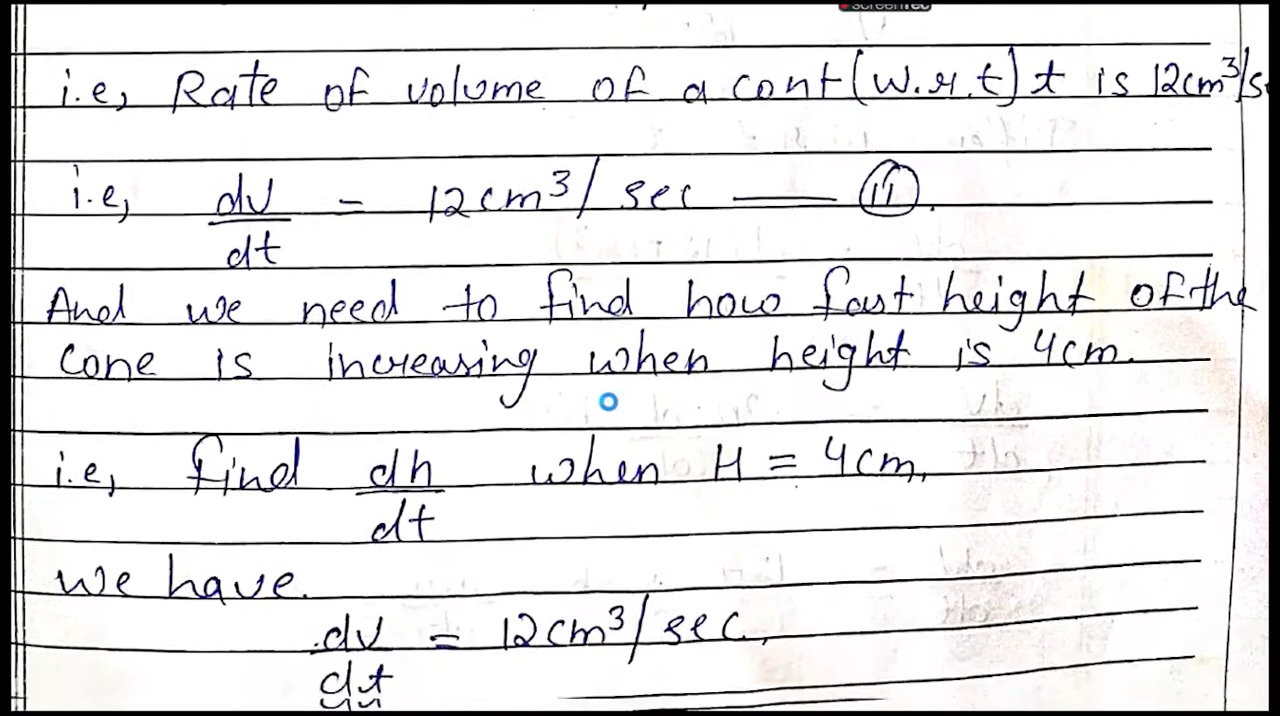 screenrec
i.e, Rate of volume of a cont (w.r.t) t is 12cm³/s
i.e, dv/dt = 12cm³/sec —— (ii).
And we need to find how fast height of the
cone is increasing when height is 4cm.
i.e, find dh/dt when H = 4cm,
we have.
dv/dt = 12cm³/sec,